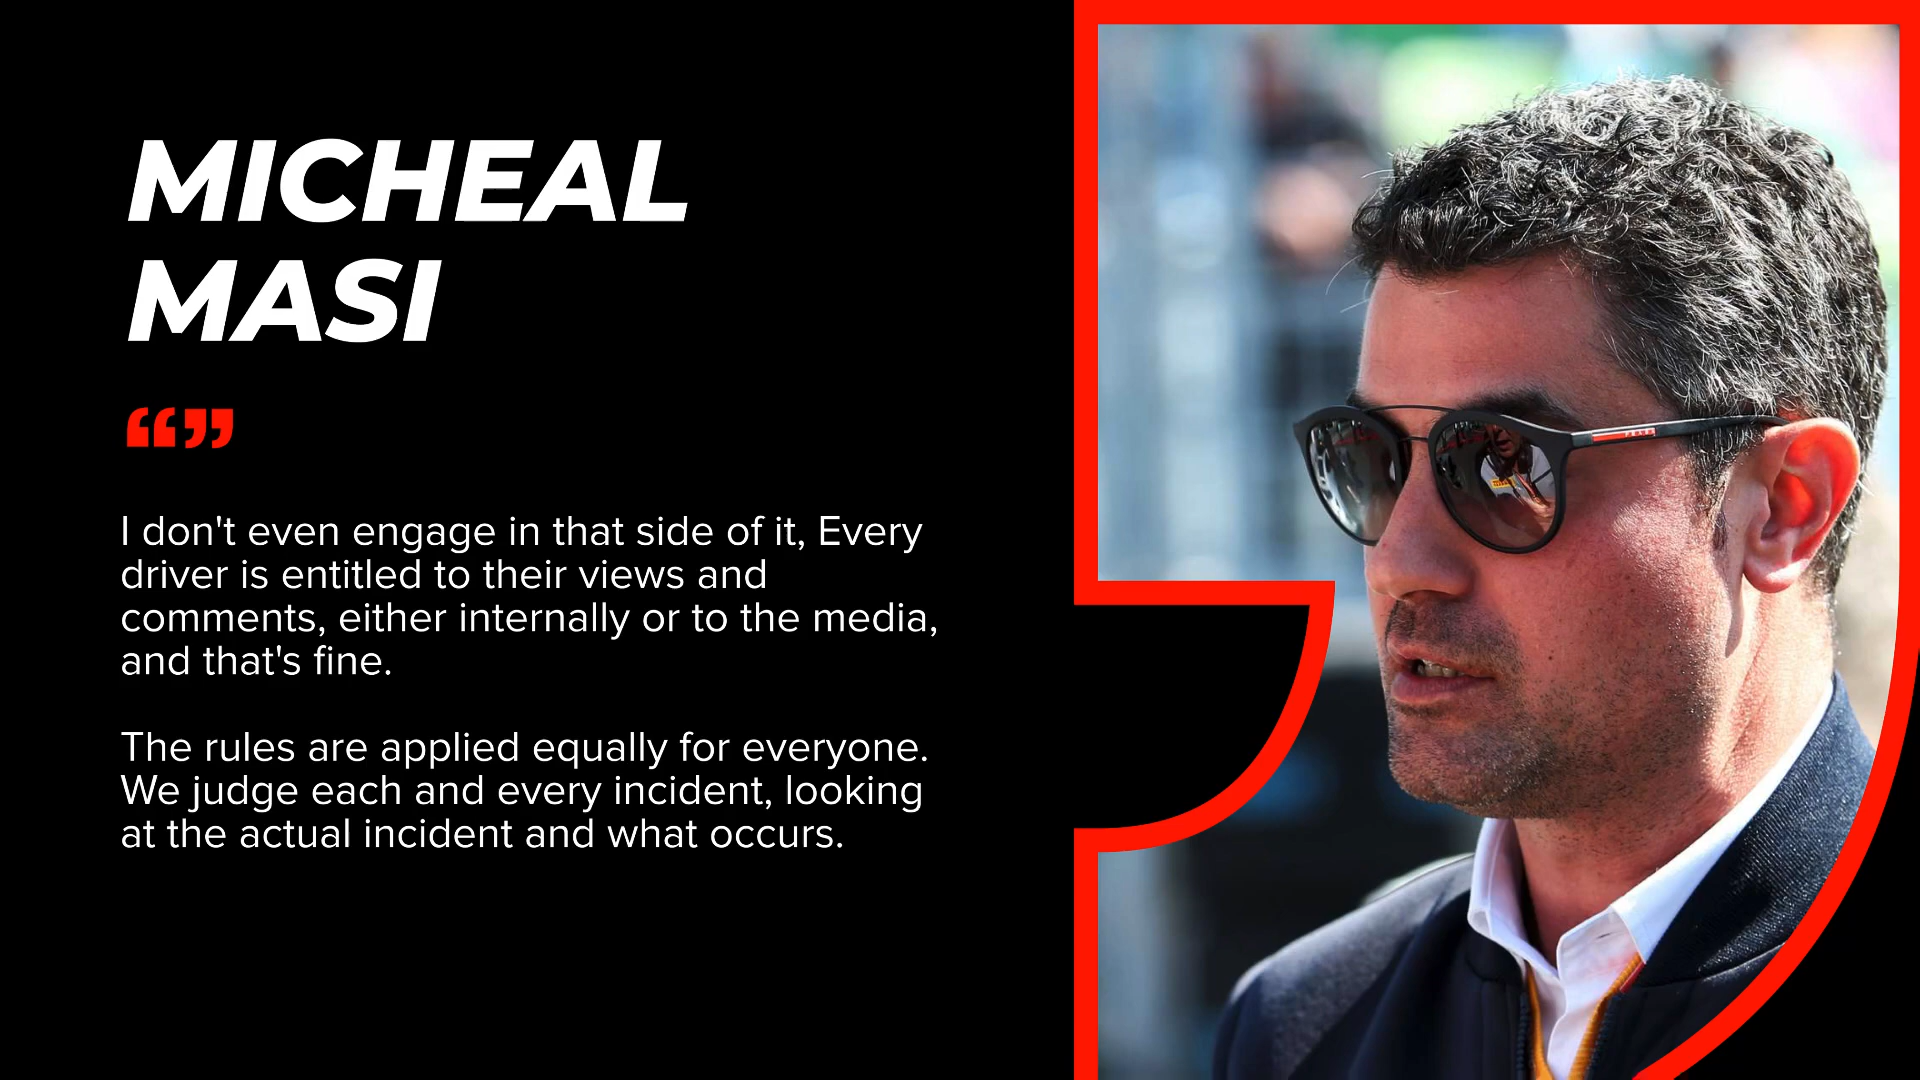 MICHEAL
MASI
“”
I don't even engage in that side of it, Every
driver is entitled to their views and
comments, either internally or to the media,
and that's fine.
The rules are applied equally for everyone.
We judge each and every incident, looking
at the actual incident and what occurs.